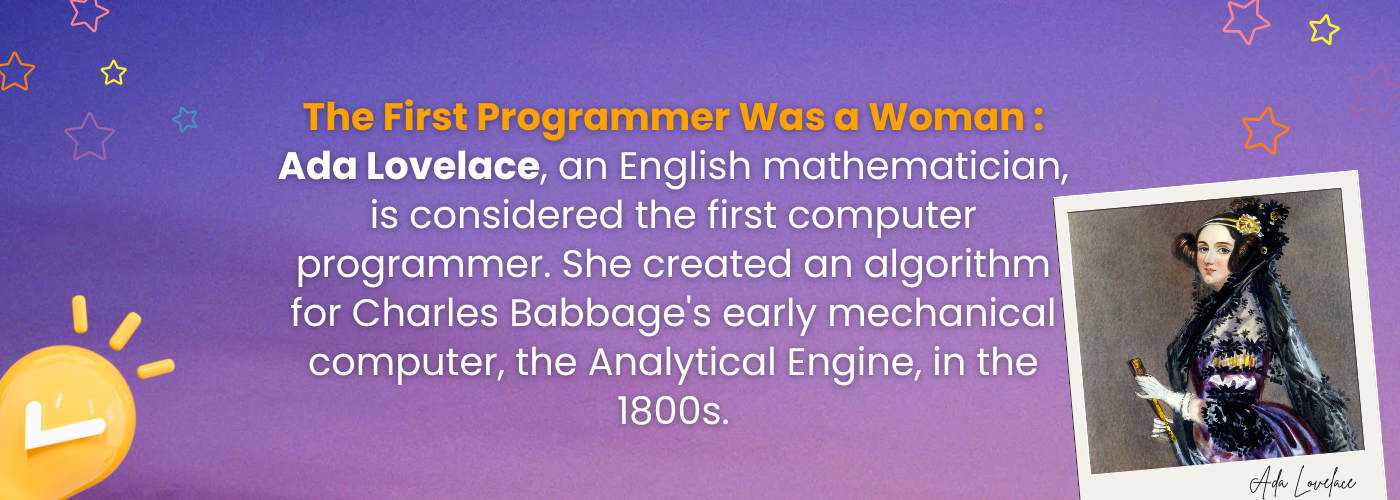 The First Programmer Was a Woman :
Ada Lovelace, an English mathematician,
is considered the first computer
programmer. She created an algorithm
for Charles Babbage's early mechanical
computer, the Analytical Engine, in the
1800s.
Ada Lovelace